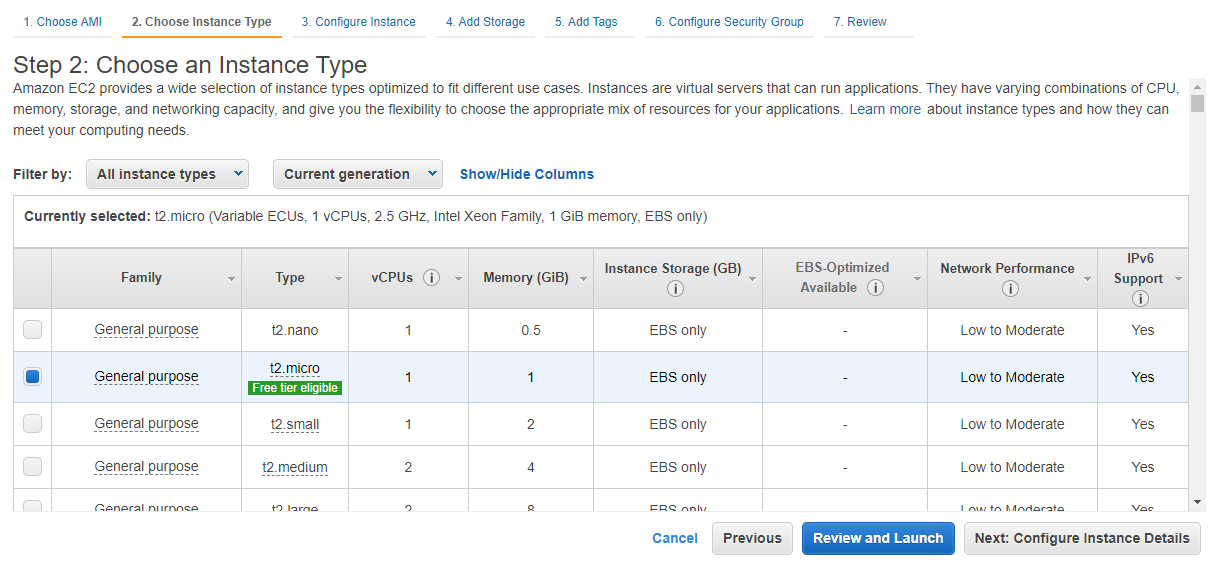 1. Choose AMI 2. Choose Instance Type 3. Configure Instance 4. Add Storage 5. Add Tags 6. Configure Security Group 7. Review
Step 2: Choose an Instance Type
Amazon EC2 provides a wide selection of instance types optimized to fit different use cases. Instances are virtual servers that can run applications. They have varying combinations of CPU,
memory, storage, and networking capacity, and give you the flexibility to choose the appropriate mix of resources for your applications. Learn more about instance types and how they can
meet your computing needs.
Filter by: All instance types Current generation Show/Hide Columns
Currently selected: t2.micro (Variable ECUs, 1 vCPUs, 2.5 GHz, Intel Xeon Family, 1 GiB memory, EBS only)
Family Type vCPUs i Memory (GiB) Instance Storage (GB) i EBS-Optimized Available i Network Performance i IPv6 Support i
General purpose t2.nano 1 0.5 EBS only - Low to Moderate Yes
General purpose t2.micro Free tier eligible 1 1 EBS only - Low to Moderate Yes
General purpose t2.small 1 2 EBS only - Low to Moderate Yes
General purpose t2.medium 2 4 EBS only - Low to Moderate Yes
General purpose t2.large 2 8 EBS only - Low to Moderate Yes
Cancel Previous Review and Launch Next: Configure Instance Details